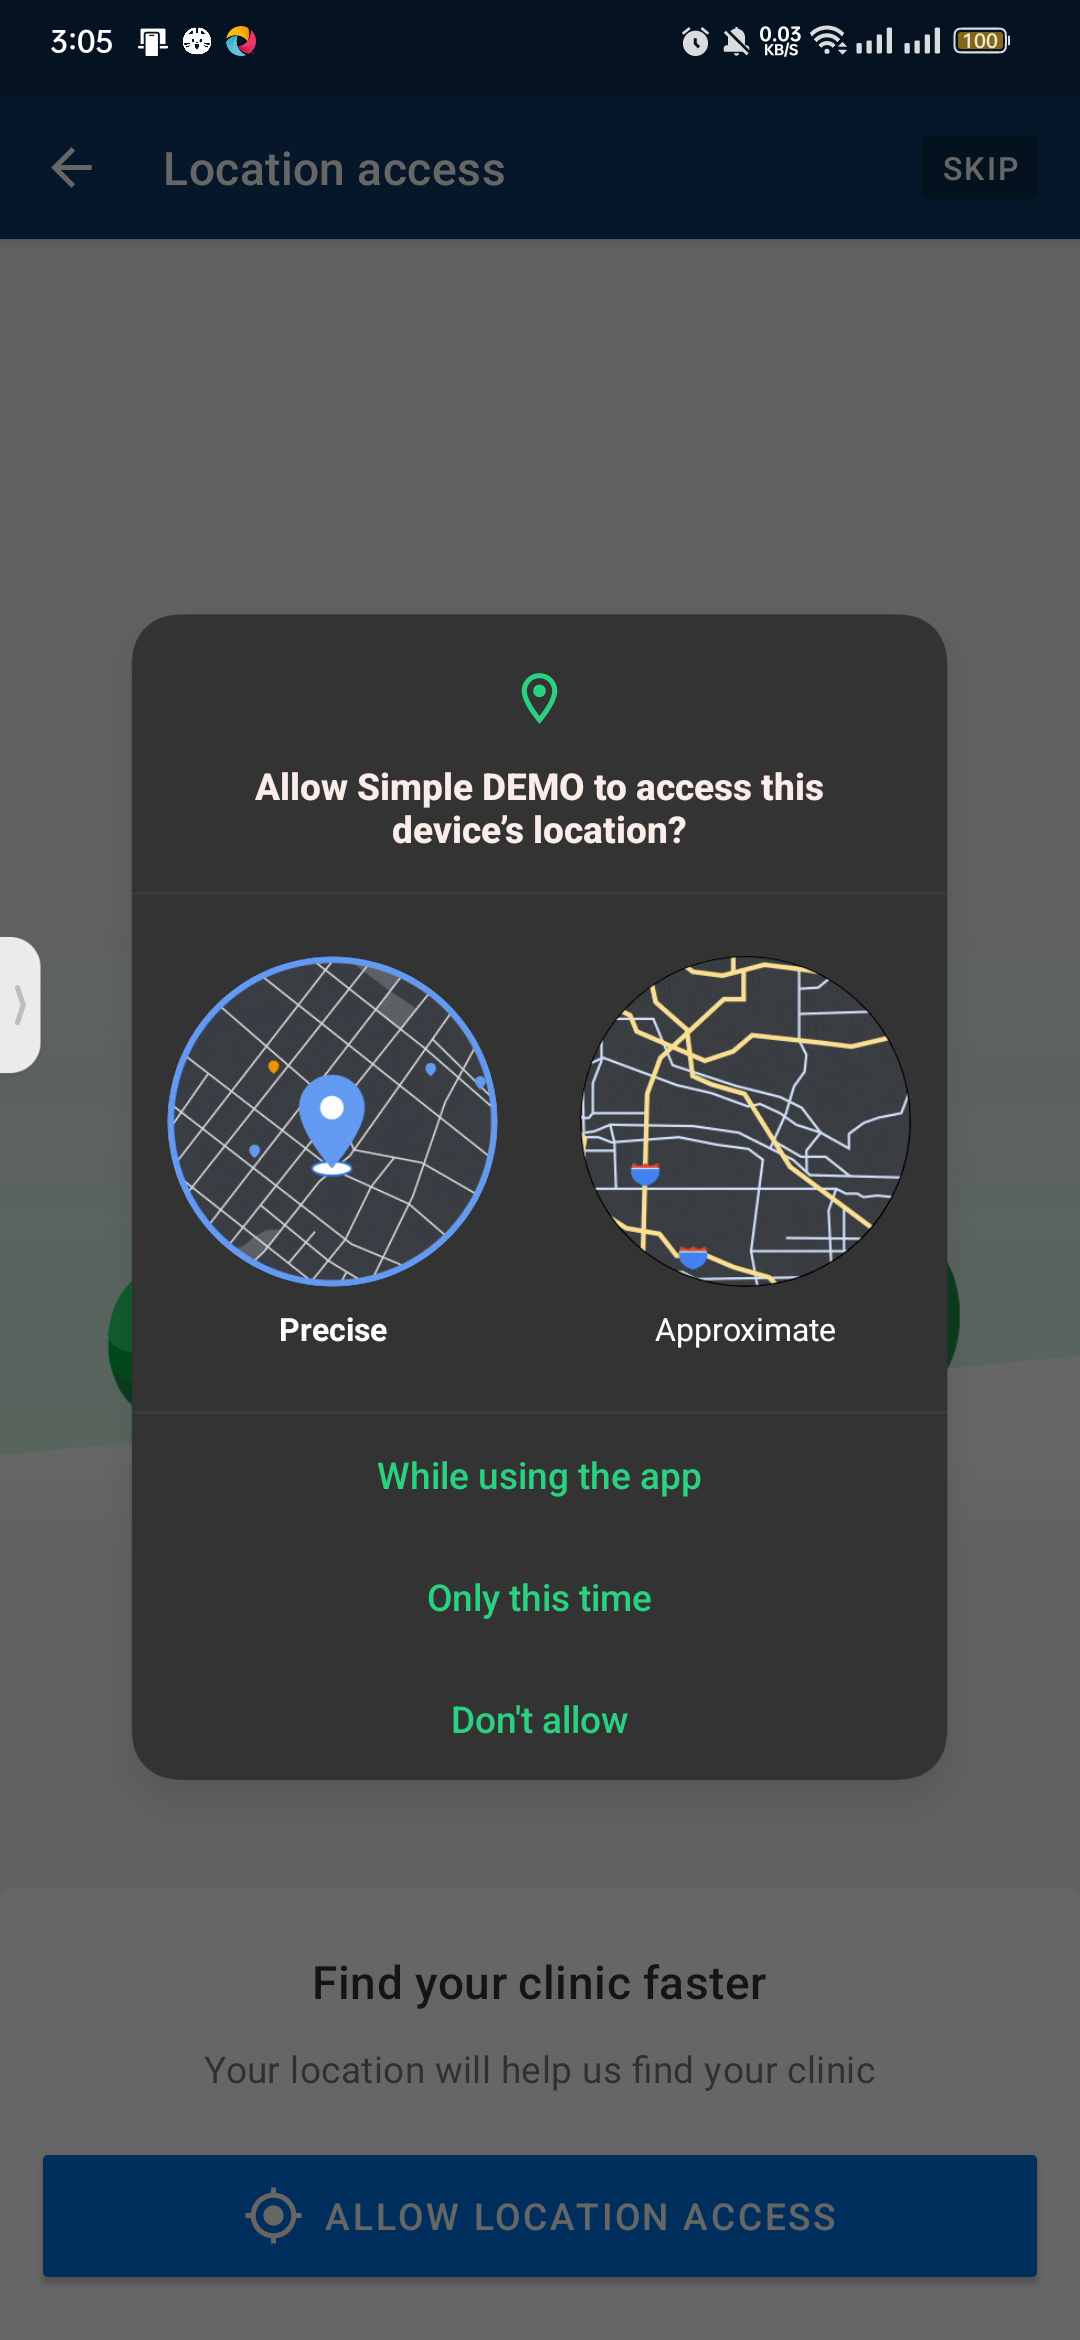 3:05
0.03
KB/S
100
Location access
SKIP
Allow Simple DEMO to access this
device’s location?
Precise
Approximate
While using the app
Only this time
Don't allow
Find your clinic faster
Your location will help us find your clinic
ALLOW LOCATION ACCESS